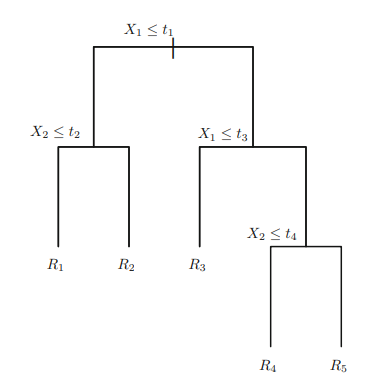 X₁ ≤ t₁
X₂ ≤ t₂
X₁ ≤ t₃
X₂ ≤ t₄
R₁
R₂
R₃
R₄
R₅